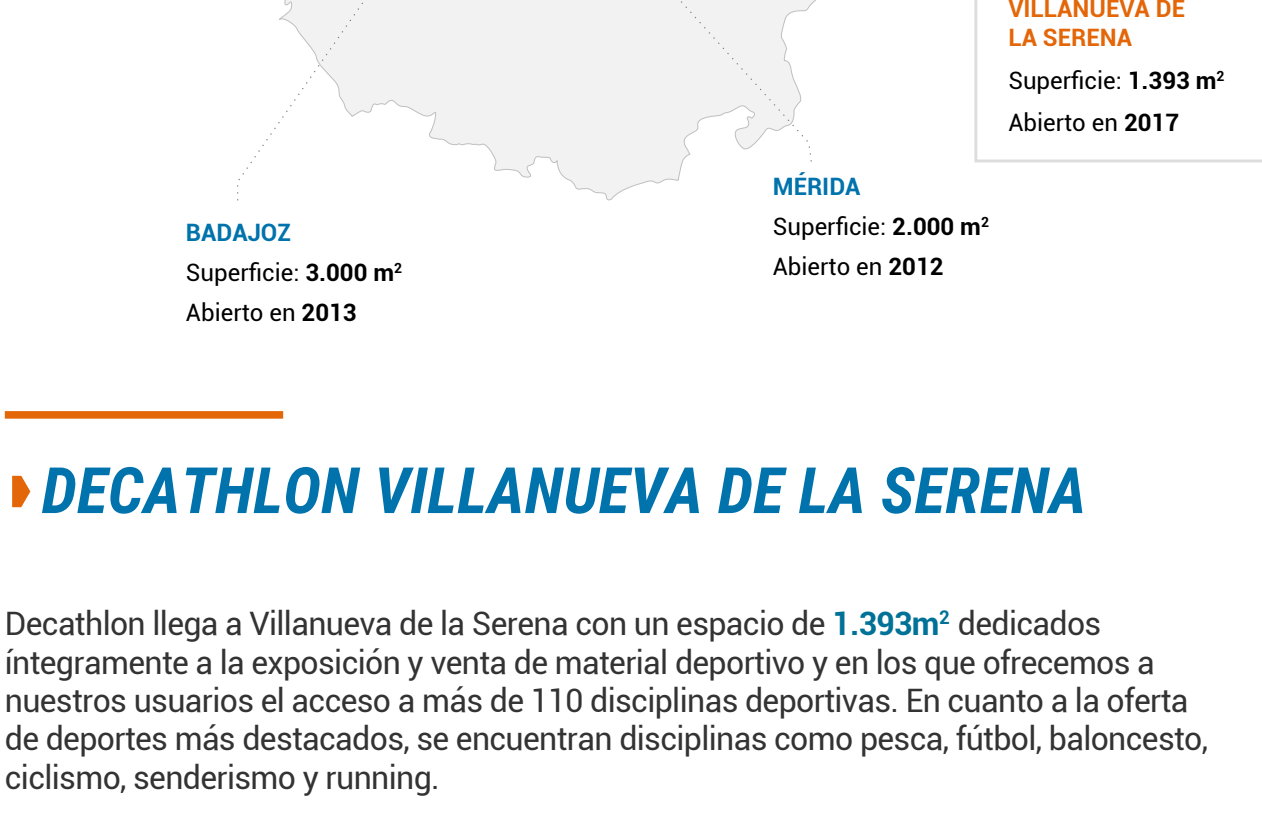 VILLANUEVA DE
LA SERENA
Superficie: 1.393 m²
Abierto en 2017
MÉRIDA
Superficie: 2.000 m²
Abierto en 2012
BADAJOZ
Superficie: 3.000 m²
Abierto en 2013
DECATHLON VILLANUEVA DE LA SERENA
Decathlon llega a Villanueva de la Serena con un espacio de 1.393m² dedicados
íntegramente a la exposición y venta de material deportivo y en los que ofrecemos a
nuestros usuarios el acceso a más de 110 disciplinas deportivas. En cuanto a la oferta
de deportes más destacados, se encuentran disciplinas como pesca, fútbol, baloncesto,
ciclismo, senderismo y running.